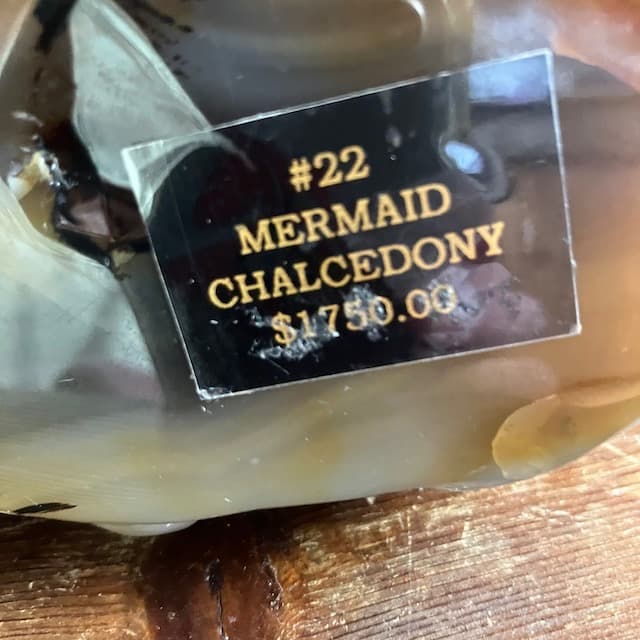 #22
MERMAID
CHALCEDONY
$1750.00